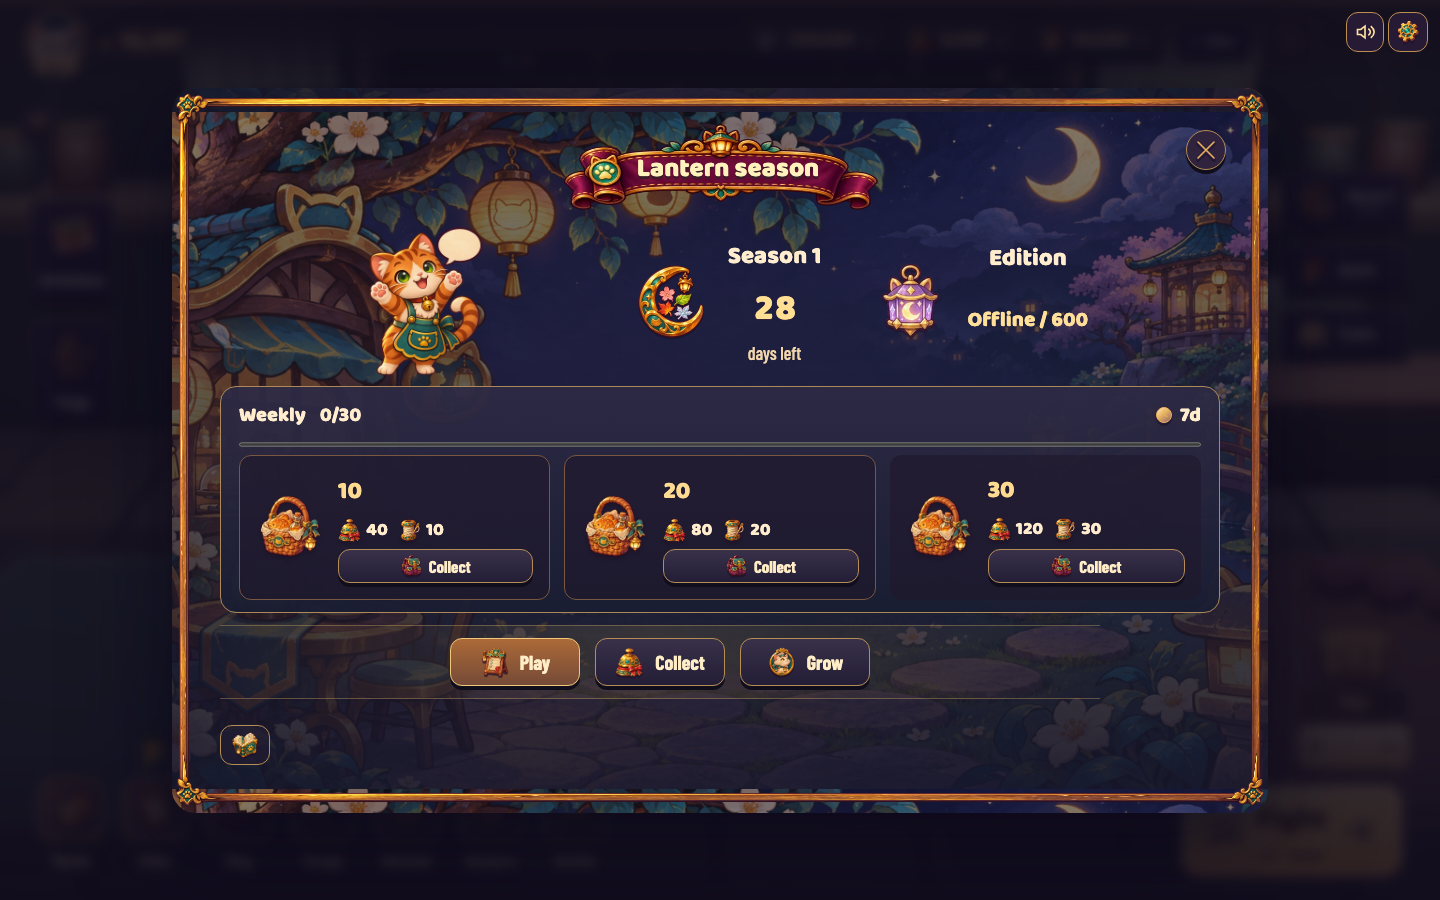 Lantern season
Season 1
28
days left
Edition
Offline / 600
Weekly 0/30
7d
10
40 10
Collect
20
80 20
Collect
30
120 30
Collect
Play
Collect
Grow